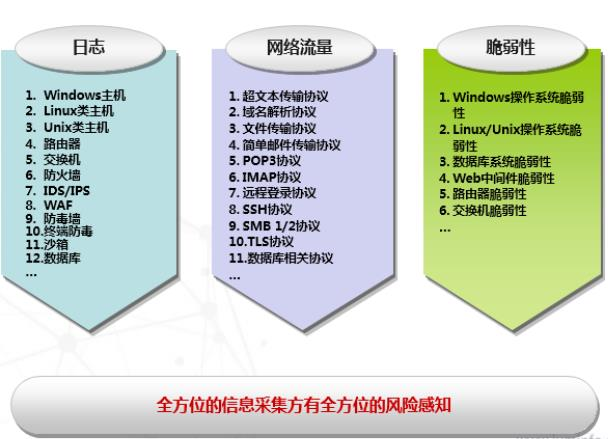 日志
1. Windows主机
2. Linux类主机
3. Unix类主机
4. 路由器
5. 交换机
6. 防火墙
7. IDS/IPS
8. WAF
9. 防毒墙
10.终端防毒
11.沙箱
12.数据库
...
网络流量
1. 超文本传输协议
2. 域名解析协议
3. 文件传输协议
4. 简单邮件传输协议
5. POP3协议
6. IMAP协议
7. 远程登录协议
8. SSH协议
9. SMB 1/2协议
10.TLS协议
11.数据库相关协议
...
脆弱性
1. Windows操作系统脆弱
性
2. Linux/Unix操作系统脆
弱性
3. 数据库系统脆弱性
4. Web中间件脆弱性
5. 路由器脆弱性
6. 交换机脆弱性
...
全方位的信息采集方有全方位的风险感知